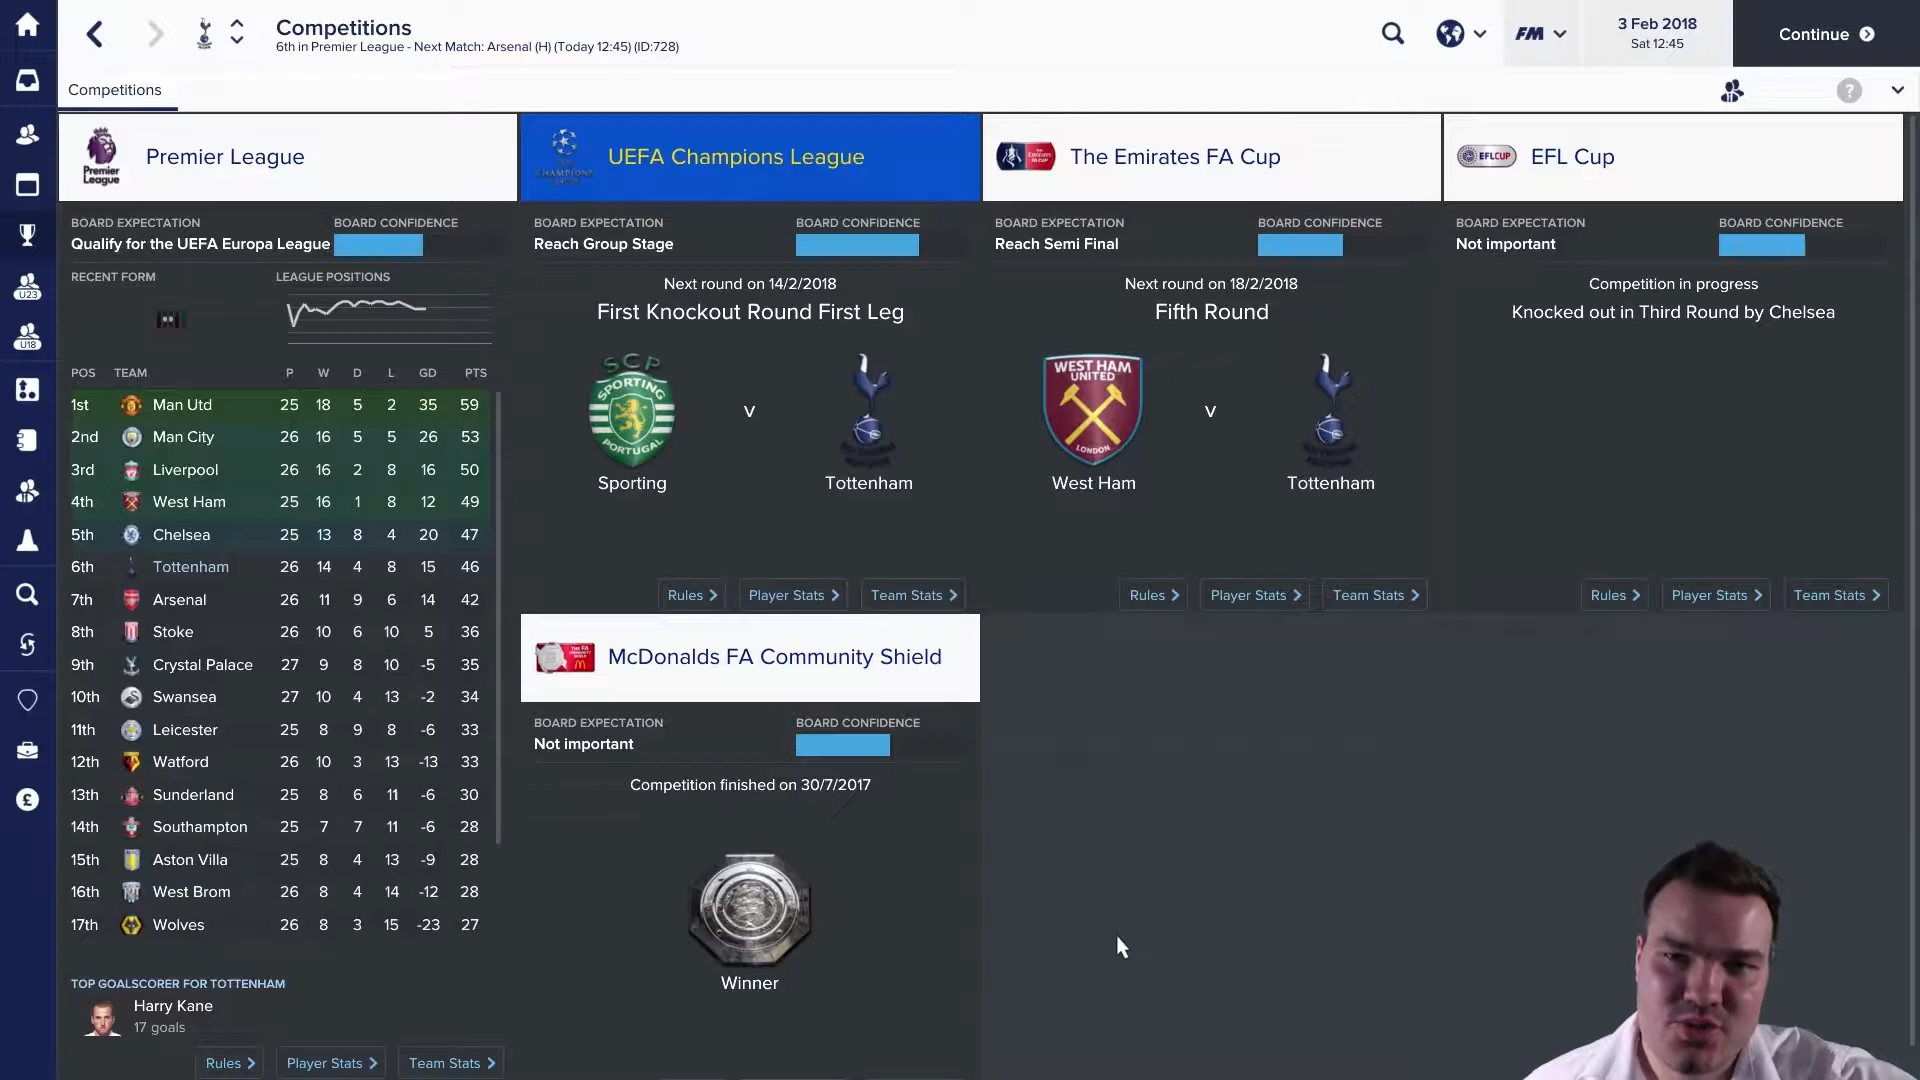 Competitions
6th in Premier League - Next Match: Arsenal (H) (Today 12:45) (ID:728)
FM
3 Feb 2018
Sat 12:45
Continue
Competitions
?
U23
U18
£
Premier League
Premier League
BOARD EXPECTATION BOARD CONFIDENCE
Qualify for the UEFA Europa League
RECENT FORM LEAGUE POSITIONS
POS TEAM P W D L GD PTS
1st Man Utd 25 18 5 2 35 59
2nd Man City 26 16 5 5 26 53
3rd Liverpool 26 16 2 8 16 50
4th West Ham 25 16 1 8 12 49
5th Chelsea 25 13 8 4 20 47
6th Tottenham 26 14 4 8 15 46
7th Arsenal 26 11 9 6 14 42
8th Stoke 26 10 6 10 5 36
9th Crystal Palace 27 9 8 10 -5 35
10th Swansea 27 10 4 13 -2 34
11th Leicester 25 8 9 8 -6 33
12th Watford 26 10 3 13 -13 33
13th Sunderland 25 8 6 11 -6 30
14th Southampton 25 7 7 11 -6 28
15th Aston Villa 25 8 4 13 -9 28
16th West Brom 26 8 4 14 -12 28
17th Wolves 26 8 3 15 -23 27
TOP GOALSCORER FOR TOTTENHAM
Harry Kane
17 goals
Rules Player Stats Team Stats
CHAMPIONS
UEFA Champions League
BOARD EXPECTATION BOARD CONFIDENCE
Reach Group Stage
Next round on 14/2/2018
First Knockout Round First Leg
SCP
SPORTING
PORTUGAL
v
Sporting Tottenham
Rules Player Stats Team Stats
McDonalds FA Community Shield
BOARD EXPECTATION BOARD CONFIDENCE
Not important
Competition finished on 30/7/2017
Winner
The Emirates FA Cup
BOARD EXPECTATION BOARD CONFIDENCE
Reach Semi Final
Next round on 18/2/2018
Fifth Round
WEST HAM
UNITED
LONDON
v
West Ham Tottenham
Rules Player Stats Team Stats
EFLCUP
EFL Cup
BOARD EXPECTATION BOARD CONFIDENCE
Not important
Competition in progress
Knocked out in Third Round by Chelsea
Rules Player Stats Team Stats